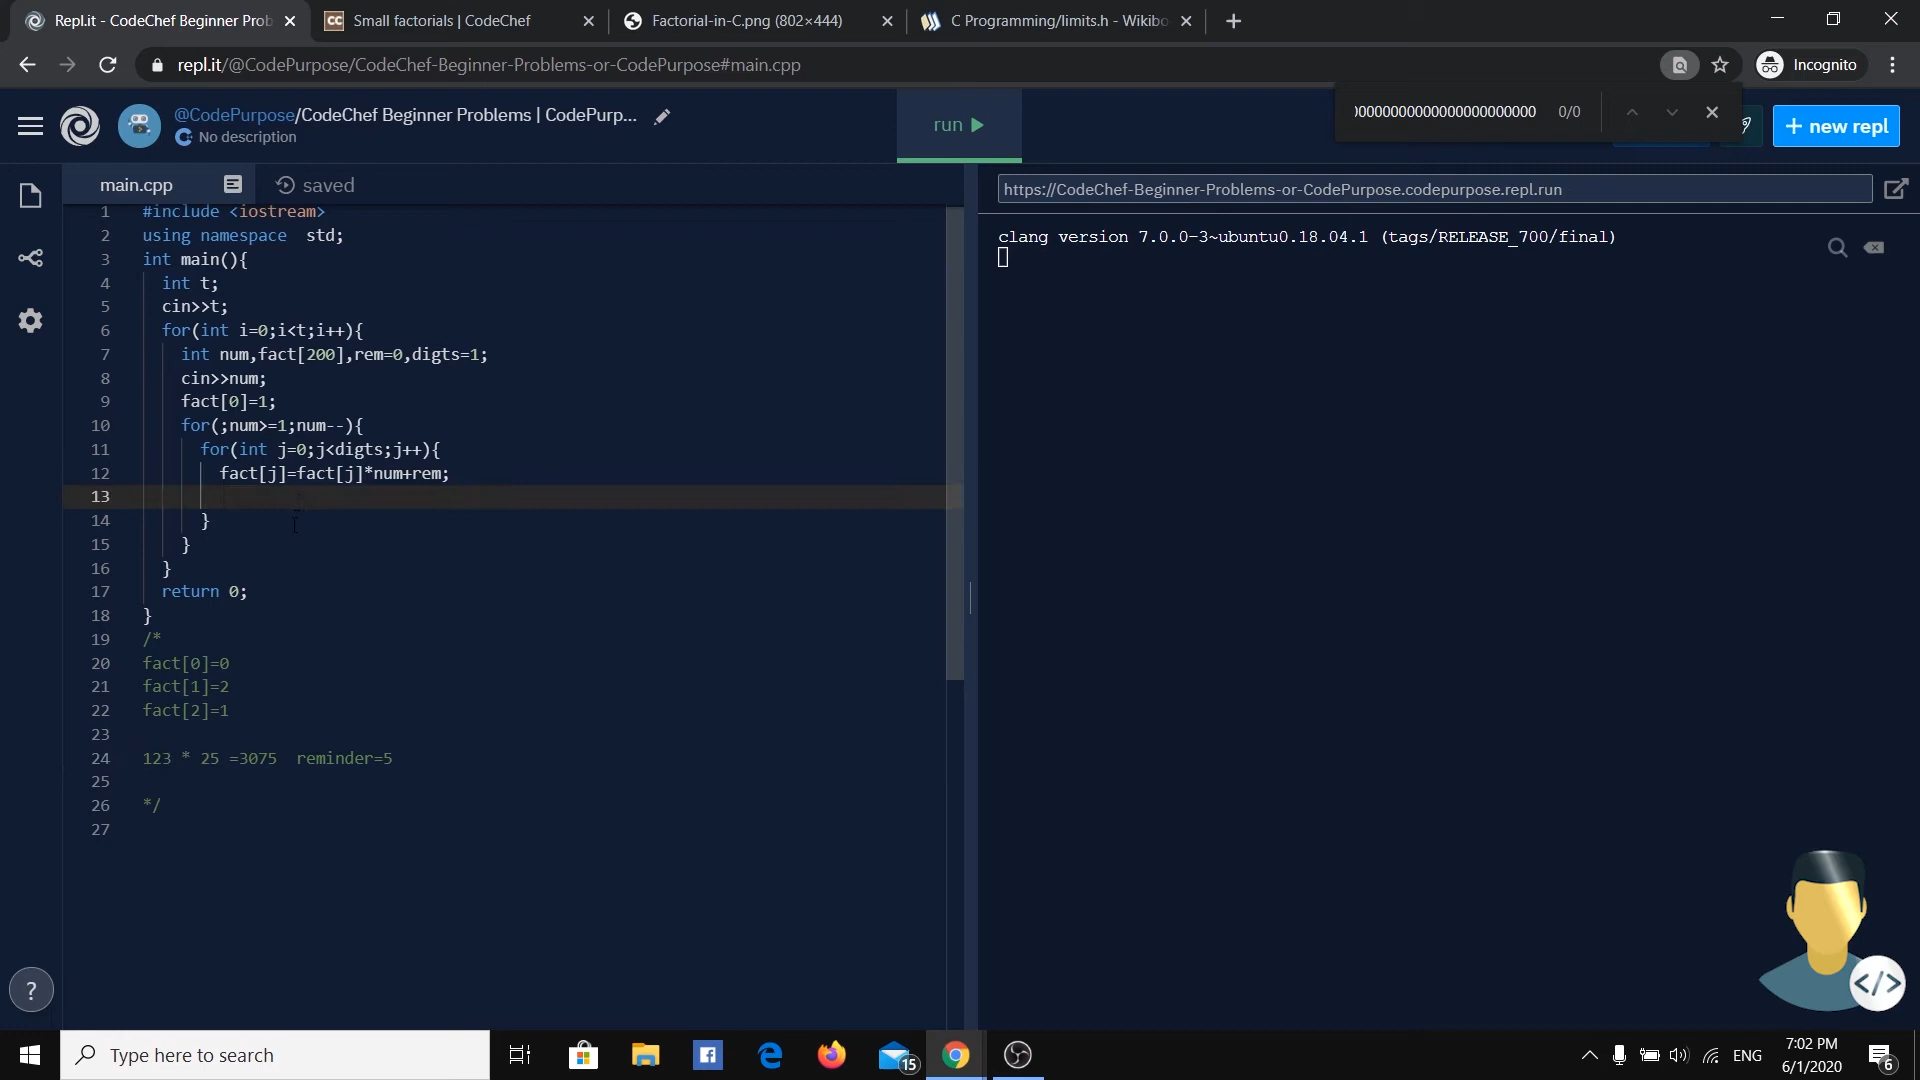 Repl.it - CodeChef Beginner Prob
Small factorials | CodeChef
Factorial-in-C.png (802×444)
C Programming/limits.h - Wikibo
repl.it/@CodePurpose/CodeChef-Beginner-Problems-or-CodePurpose#main.cpp
Incognito
@CodePurpose/CodeChef Beginner Problems | CodePurp...
No description
run
0/0
+ new repl
main.cpp
saved
https://CodeChef-Beginner-Problems-or-CodePurpose.codepurpose.repl.run
clang version 7.0.0-3~ubuntu0.18.04.1 (tags/RELEASE_700/final)
1 #include <iostream>
2 using namespace  std;
3 int main(){
4 int t;
5 cin>>t;
6 for(int i=0;i<t;i++){
7 int num,fact[200],rem=0,digts=1;
8 cin>>num;
9 fact[0]=1;
10 for(;num>=1;num--){
11 for(int j=0;j<digts;j++){
12 fact[j]=fact[j]*num+rem;
13
14 }
15 }
16 }
17 return 0;
18 }
19 /*
20 fact[0]=0
21 fact[1]=2
22 fact[2]=1
23
24 123 * 25 =3075  reminder=5
25
26 */
27
?
</>
Type here to search
15
ENG
7:02 PM
6/1/2020
6